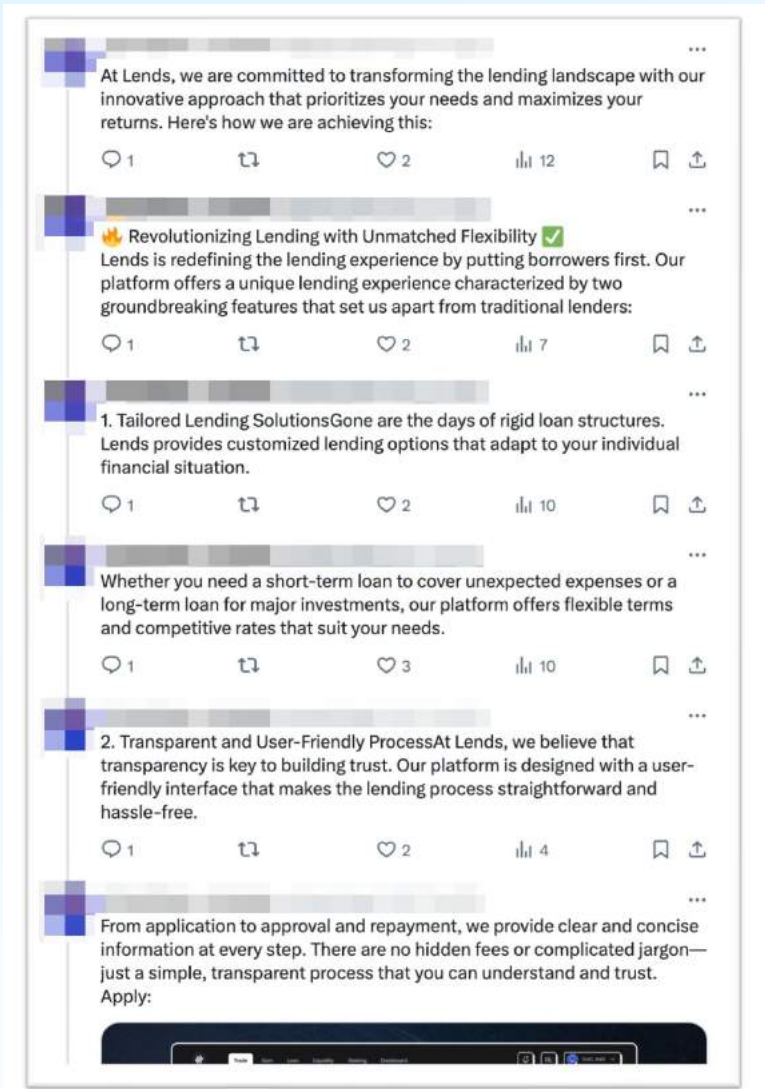 At Lends, we are committed to transforming the lending landscape with our
innovative approach that prioritizes your needs and maximizes your
returns. Here's how we are achieving this:
1 2 12
🔥 Revolutionizing Lending with Unmatched Flexibility ✅
Lends is redefining the lending experience by putting borrowers first. Our
platform offers a unique lending experience characterized by two
groundbreaking features that set us apart from traditional lenders:
1 2 7
1. Tailored Lending SolutionsGone are the days of rigid loan structures.
Lends provides customized lending options that adapt to your individual
financial situation.
1 2 10
Whether you need a short-term loan to cover unexpected expenses or a
long-term loan for major investments, our platform offers flexible terms
and competitive rates that suit your needs.
1 3 10
2. Transparent and User-Friendly ProcessAt Lends, we believe that
transparency is key to building trust. Our platform is designed with a user-
friendly interface that makes the lending process straightforward and
hassle-free.
1 2 4
From application to approval and repayment, we provide clear and concise
information at every step. There are no hidden fees or complicated jargon—
just a simple, transparent process that you can understand and trust.
Apply:
Trade Earn Loan Liquidity Staking Dashboard